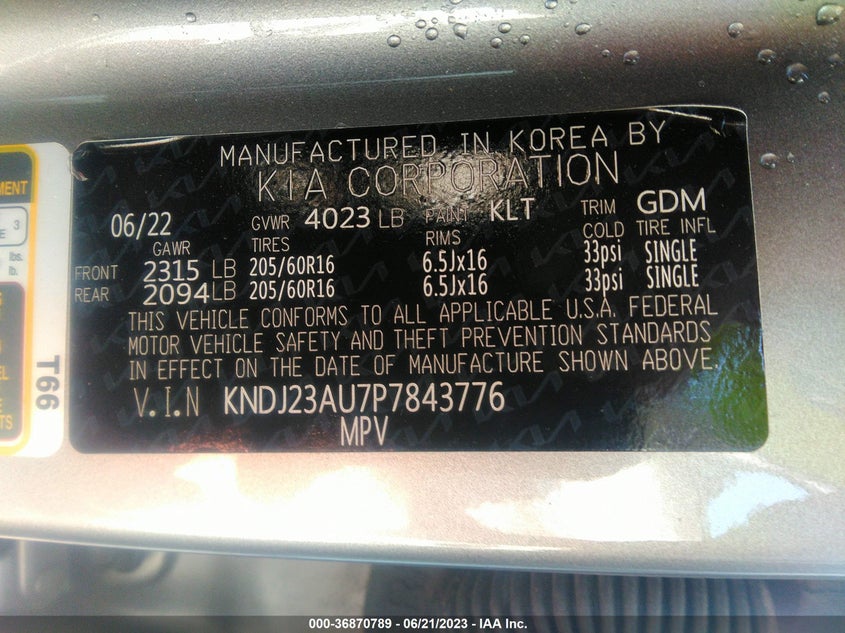 MANUFACTURED IN KOREA BY
KIA CORPORATION
06/22 GVWR 4023 LB PAINT KLT TRIM GDM
GAWR TIRES RIMS COLD TIRE INFL
FRONT 2315 LB 205/60R16 6.5Jx16 33psi SINGLE
REAR 2094 LB 205/60R16 6.5Jx16 33psi SINGLE
THIS VEHICLE CONFORMS TO ALL APPLICABLE U.S.A. FEDERAL
MOTOR VEHICLE SAFETY AND THEFT PREVENTION STANDARDS
IN EFFECT ON THE DATE OF MANUFACTURE SHOWN ABOVE.
V.I.N KNDJ23AU7P7843776
MPV
3
lbs.
lb.
T66
000-36870789 - 06/21/2023 - IAA Inc.